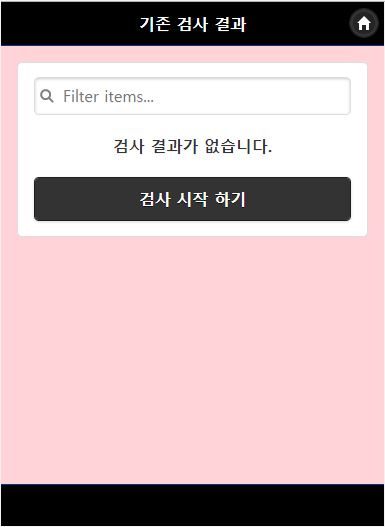 기존 검사 결과
Filter items...
검사 결과가 없습니다.
검사 시작 하기